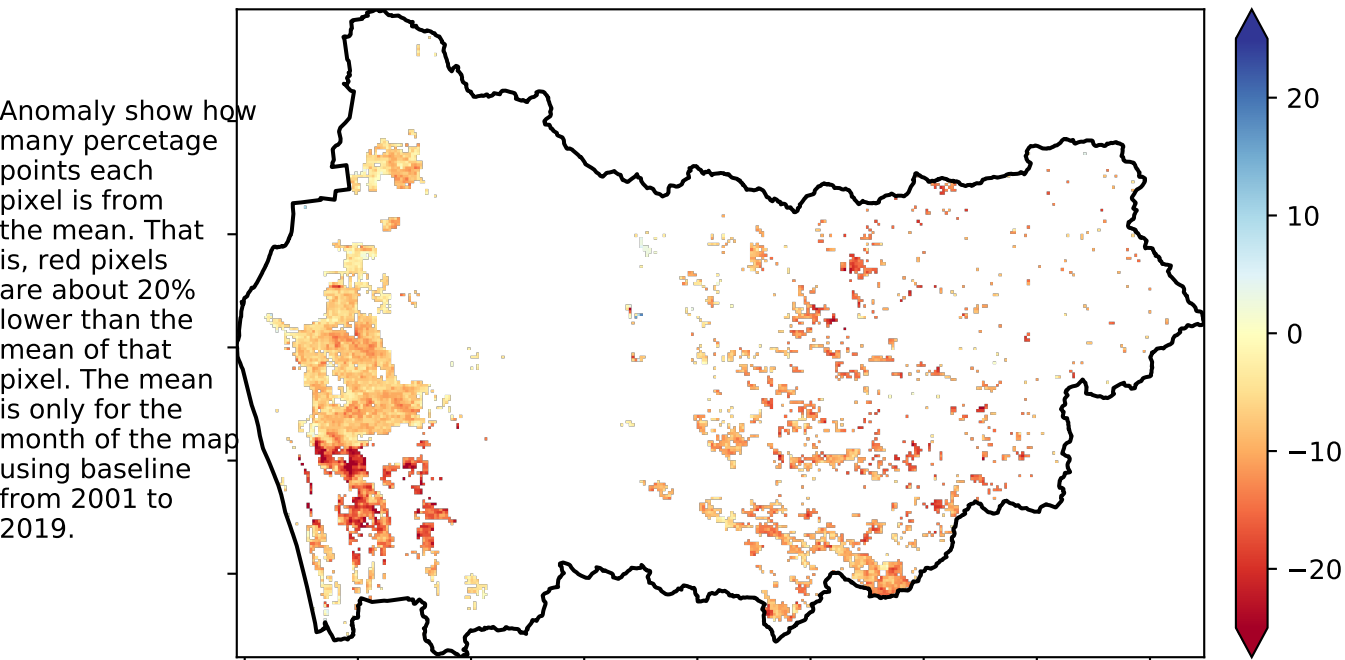 Anomaly show how
many percetage
points each
pixel is from
the mean. That
is, red pixels
are about 20%
lower than the
mean of that
pixel. The mean
is only for the
month of the map
using baseline
from 2001 to
2019.
20
10
0
−10
−20